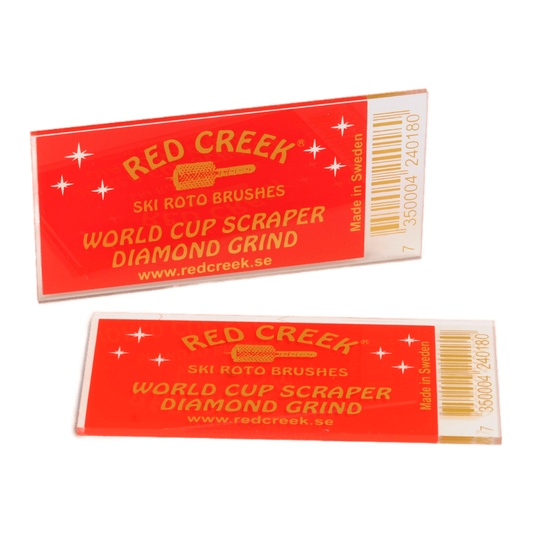 RED CREEK®
SKI ROTO BRUSHES
WORLD CUP SCRAPER
DIAMOND GRIND
www.redcreek.se
Made in Sweden
7 350004 240180
RED CREEK®
SKI ROTO BRUSHES
WORLD CUP SCRAPER
DIAMOND GRIND
www.redcreek.se
Made in Sweden
7 350004 240180